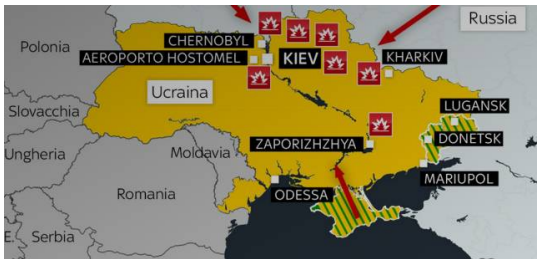 Russia
Polonia
CHERNOBYL
AEROPORTO HOSTOMEL
KIEV
KHARKIV
Ucraina
Slovacchia
LUGANSK
ZAPORIZHZHYA
DONETSK
Ungheria
Moldavia
MARIUPOL
Romania
ODESSA
E.
Serbia